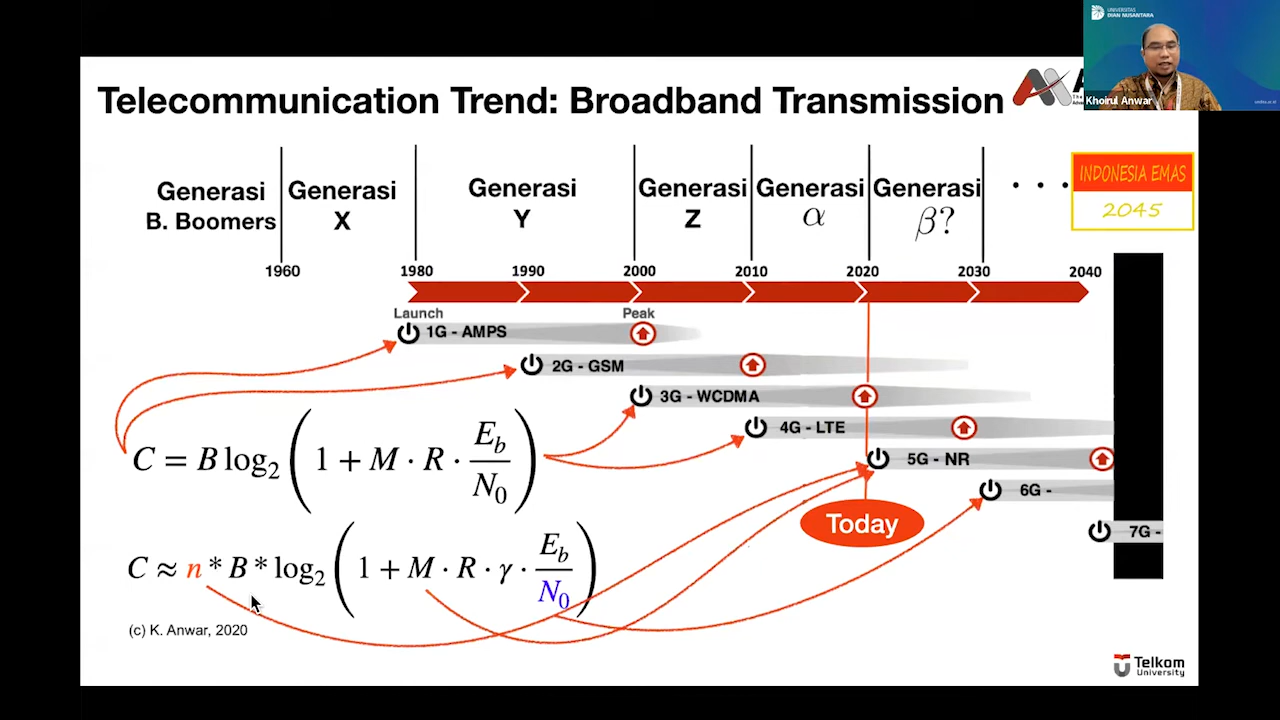 UNIVERSITAS
DIAN NUSANTARA
Khoirul Anwar
Telecommunication Trend: Broadband Transmission
Generasi
B. Boomers
Generasi
X
Generasi
Y
Generasi
Z
Generasi
α
Generasi
β?
. . .
INDONESIA EMAS
2045
1960
1980
1990
2000
2010
2020
2030
2040
Launch
Peak
1G - AMPS
2G - GSM
3G - WCDMA
4G - LTE
5G - NR
6G -
7G -
Today
C = B log₂ ( 1 + M · R · E_b/N₀ )
C ≈ n * B * log₂ ( 1 + M · R · γ · E_b/N₀ )
(c) K. Anwar, 2020
Telkom
University